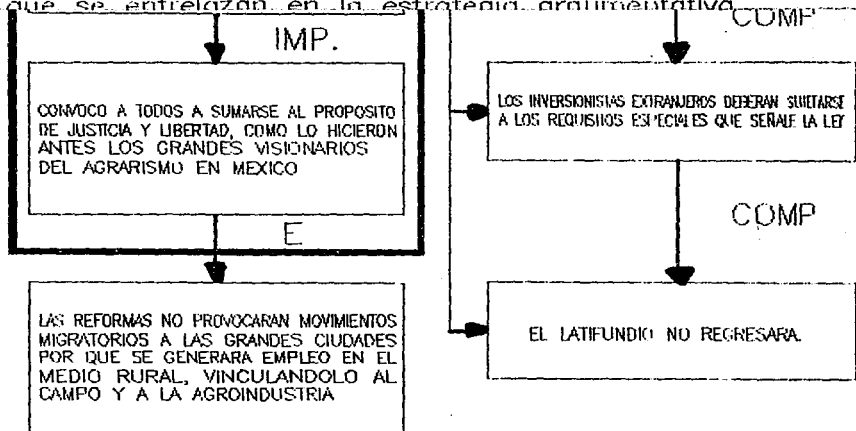 que se entrelazan en la estrategia argumentativa
IMP.
CONVOCO A TODOS A SUMARSE AL PROPOSITO
DE JUSTICIA Y LIBERTAD, COMO LO HICIERON
ANTES LOS GRANDES VISIONARIOS
DEL AGRARISMO EN MEXICO
E
LAS REFORMAS NO PROVOCARAN MOVIMIENTOS
MIGRATORIOS A LAS GRANDES CIUDADES
POR QUE SE GENERARA EMPLEO EN EL
MEDIO RURAL, VINCULANDOLO AL
CAMPO Y A LA AGROINDUSTRIA
COMP
LOS INVERSIONISTAS EXTRANJEROS DEBERAN SUJETARSE
A LOS REQUISITOS ESPECIALES QUE SEÑALE LA LEY
COMP
EL LATIFUNDIO NO REGRESARA.